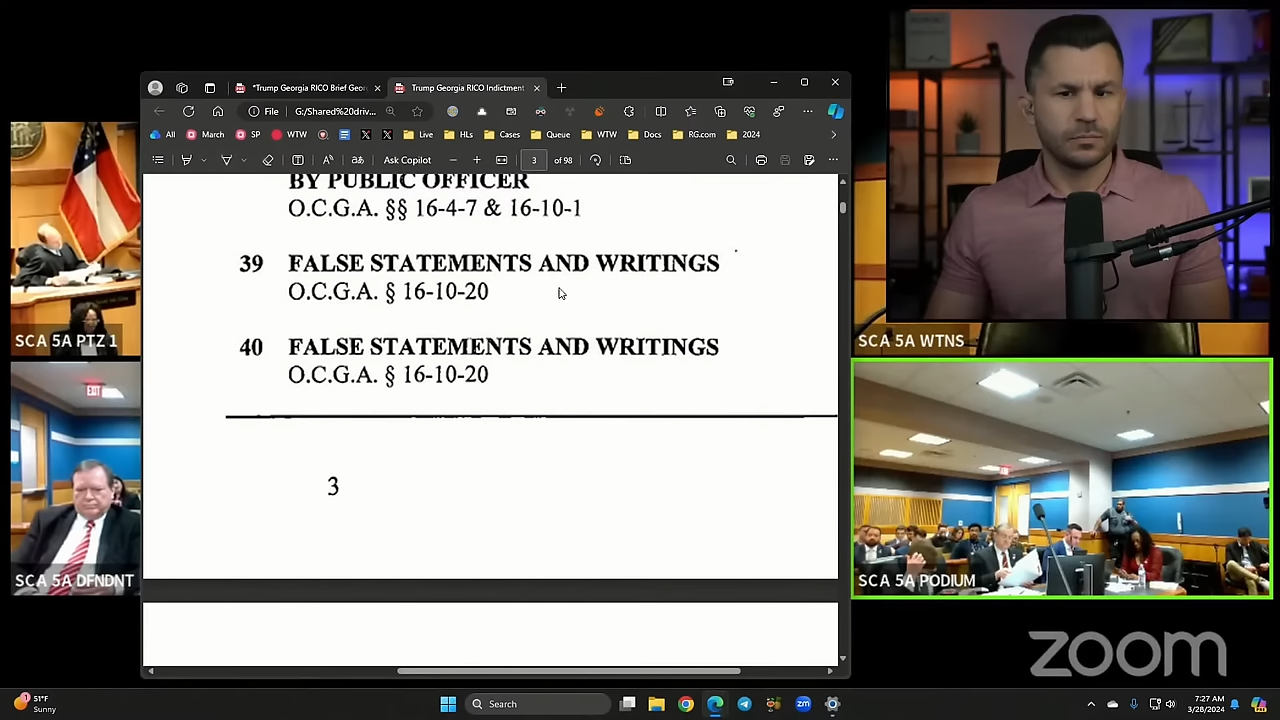 *Trump Georgia RICO Brief Geor
Trump Georgia RICO Indictment
File
G:/Shared%20driv...
All
March
SP
WTW
Live
HLs
Cases
Queue
WTW
Docs
RG.com
2024
Ask Copilot
3
of 98
BY PUBLIC OFFICER
O.C.G.A. §§ 16-4-7 & 16-10-1
39 FALSE STATEMENTS AND WRITINGS
O.C.G.A. § 16-10-20
40 FALSE STATEMENTS AND WRITINGS
O.C.G.A. § 16-10-20
3
SCA 5A PTZ 1
SCA 5A DFNDNT
SCA 5A WTNS
EXIT
SCA 5A PODIUM
zoom
51°F
Sunny
Search
zm
7:27 AM
3/28/2024